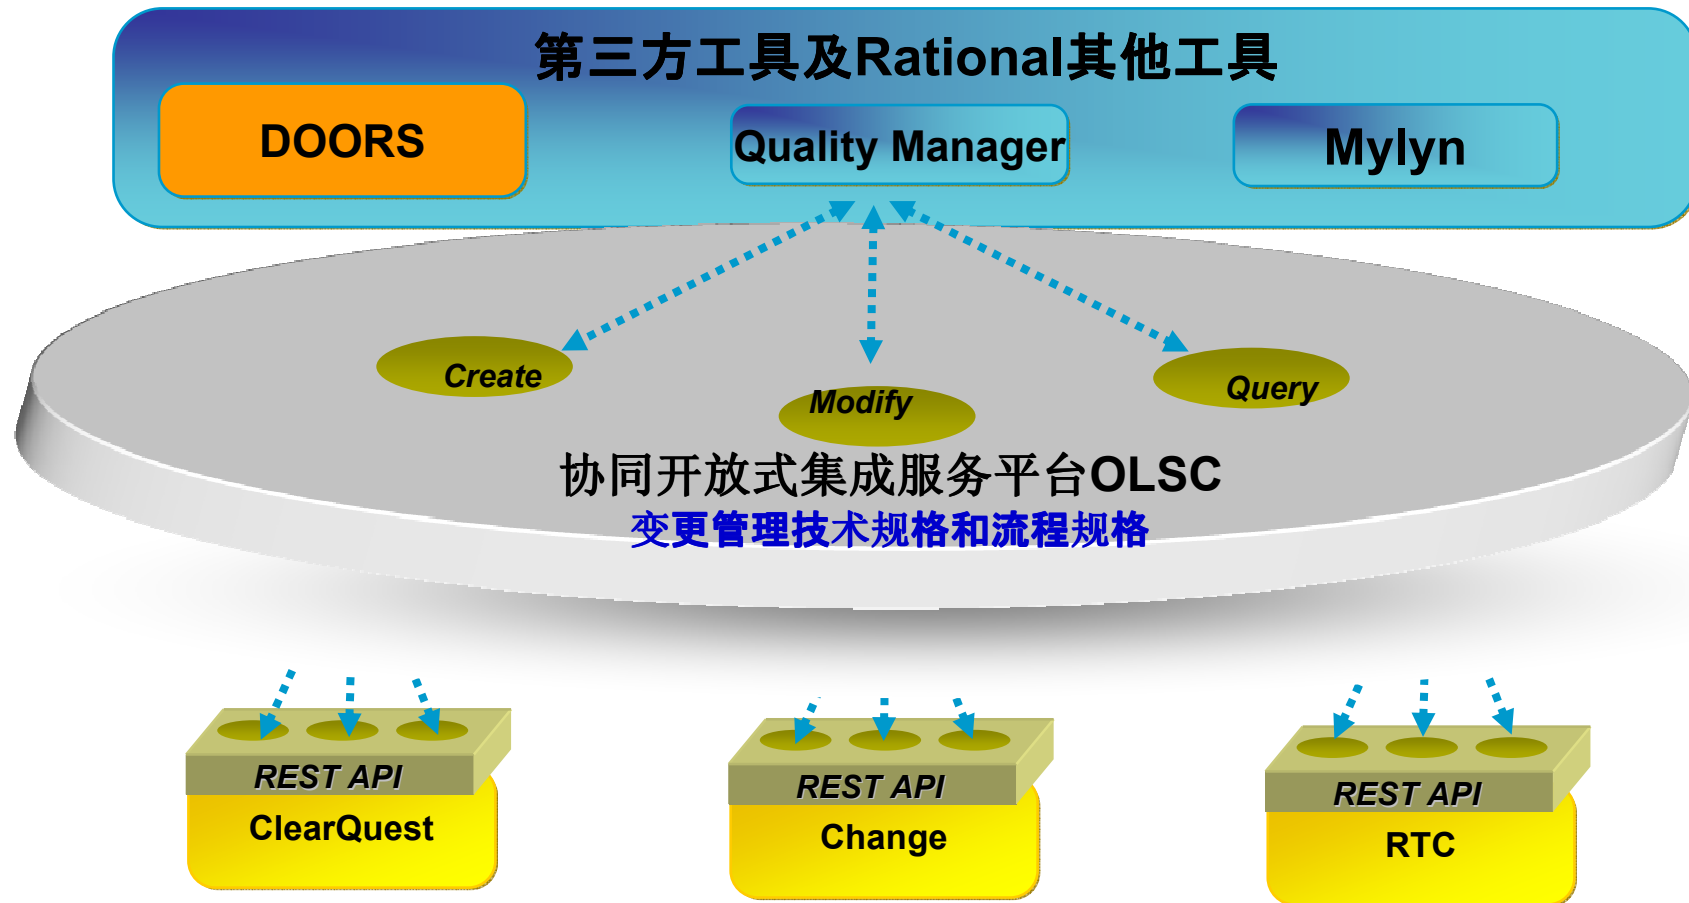 第三方工具及Rational其他工具
DOORS
Quality Manager
Mylyn
Create
Modify
Query
协同开放式集成服务平台OLSC
变更管理技术规格和流程规格
REST API
ClearQuest
REST API
Change
REST API
RTC